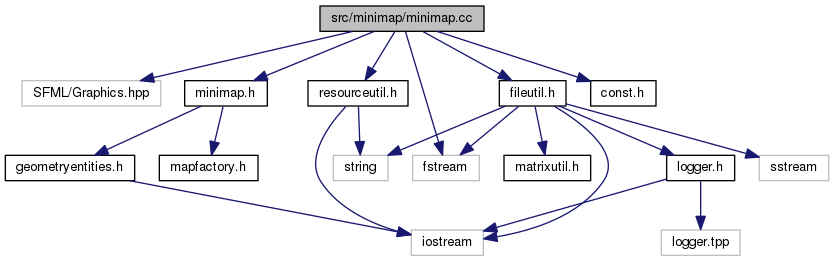 src/minimap/minimap.cc
SFML/Graphics.hpp
minimap.h
resourceutil.h
fileutil.h
const.h
geometryentities.h
mapfactory.h
string
fstream
matrixutil.h
logger.h
sstream
iostream
logger.tpp